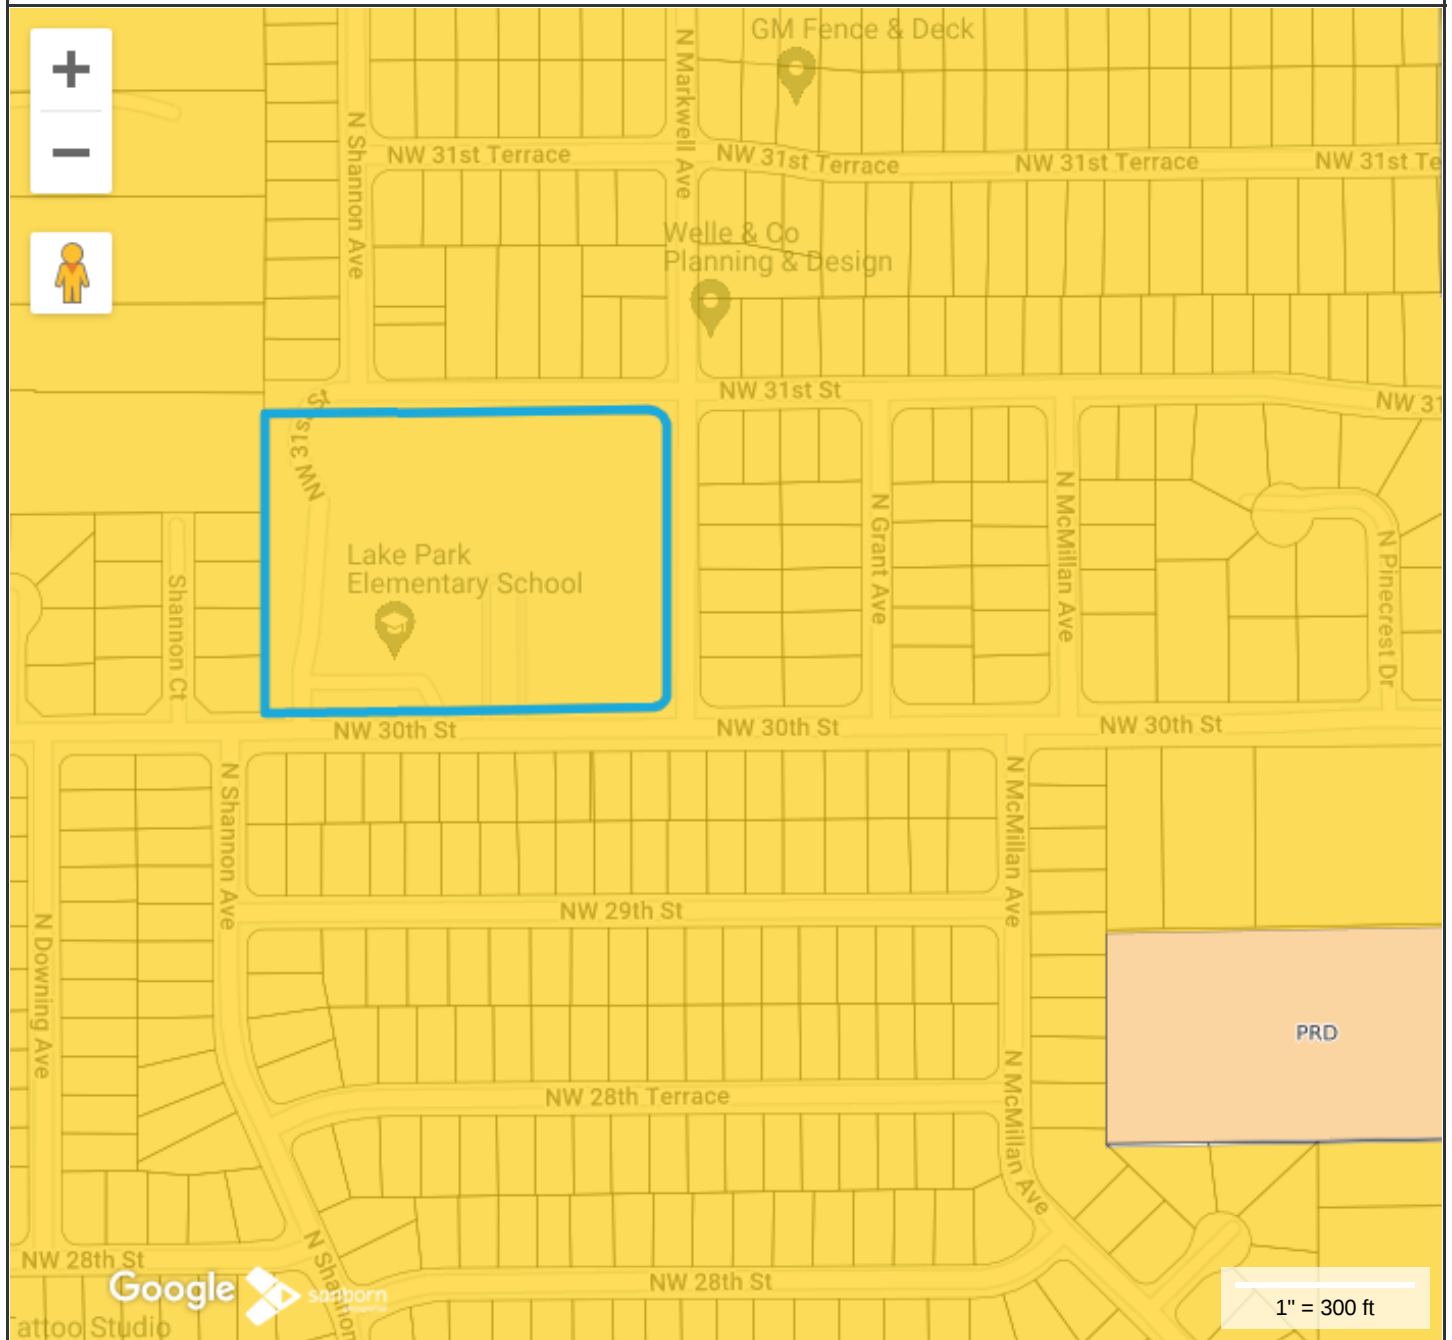 GM Fence & Deck
N Markwell Ave
N Shannon Ave
NW 31st Terrace
NW 31st Terrace
NW 31st Terrace
NW 31st Te
Welle & Co
Planning & Design
NW 31st St
NW 31
NW 31st St
Lake Park
Elementary School
N Grant Ave
N McMillan Ave
N Pinecrest Dr
Shannon Ct
NW 30th St
NW 30th St
NW 30th St
N Shannon Ave
N McMillan Ave
N Downing Ave
NW 29th St
PRD
NW 28th Terrace
N McMillan Ave
NW 28th St
N Shannon
NW 28th St
Google
sanborn
1" = 300 ft
attoo Studio